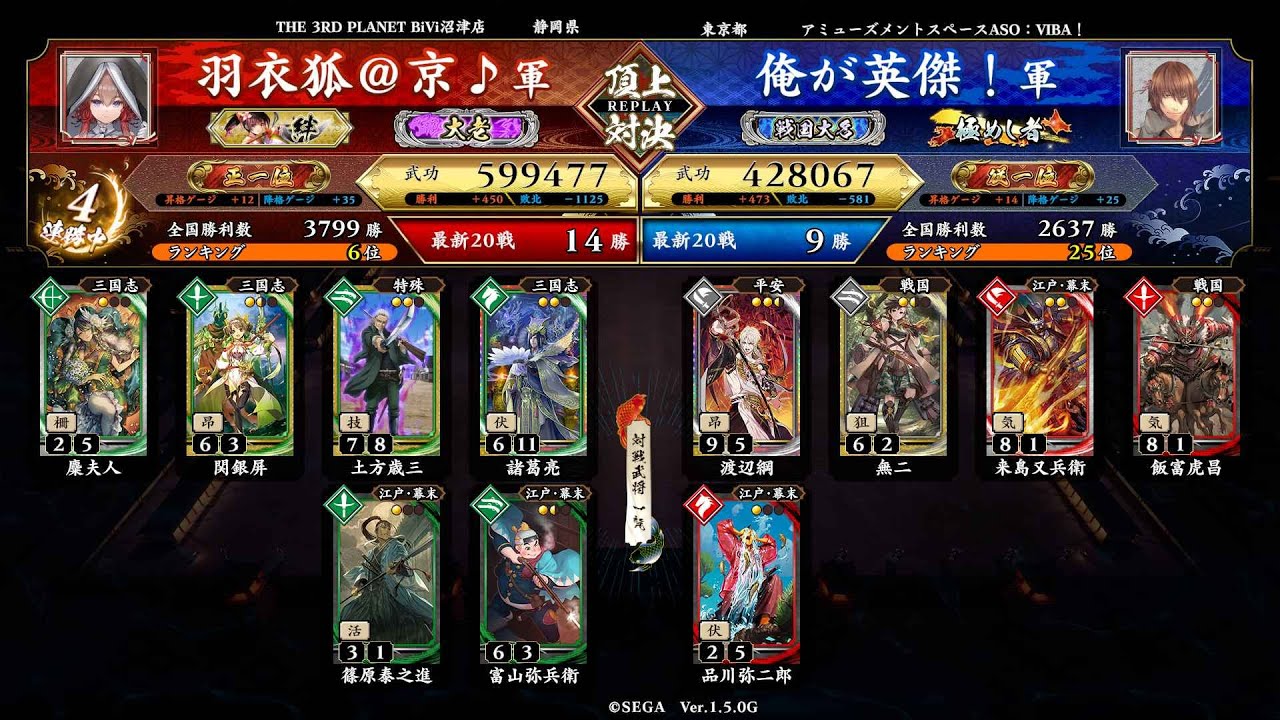 THE 3RD PLANET BiVi沼津店 静岡県
東京都 アミューズメントスペースASO：VIBA！
羽衣狐＠京♪軍
頂上
REPLAY
対決
俺が英傑！軍
絆 大老
戦国大名 極めし者
4
連勝中
正一位
昇格ゲージ +12 降格ゲージ +35
武功 599477
勝利 +450 敗北 -1125
武功 428067
勝利 +473 敗北 -581
従一位
昇格ゲージ +14 降格ゲージ +25
全国勝利数 3799勝
ランキング 6位
最新20戦 14勝
最新20戦 9勝
全国勝利数 2637勝
ランキング 25位
三国志 三国志 特殊 三国志
柵 昂 技 伏
2 5 6 3 7 8 6 11
麋夫人 関銀屏 土方歳三 諸葛亮
対戦武将一覧
平安 戦国 江戸・幕末 戦国
昂 狙 気 気
9 5 6 2 8 1 8 1
渡辺綱 無二 来島又兵衛 飯富虎昌
江戸・幕末 江戸・幕末
活
3 1 6 3
篠原泰之進 富山弥兵衛
江戸・幕末
伏
2 5
品川弥二郎
©SEGA Ver.1.5.0G